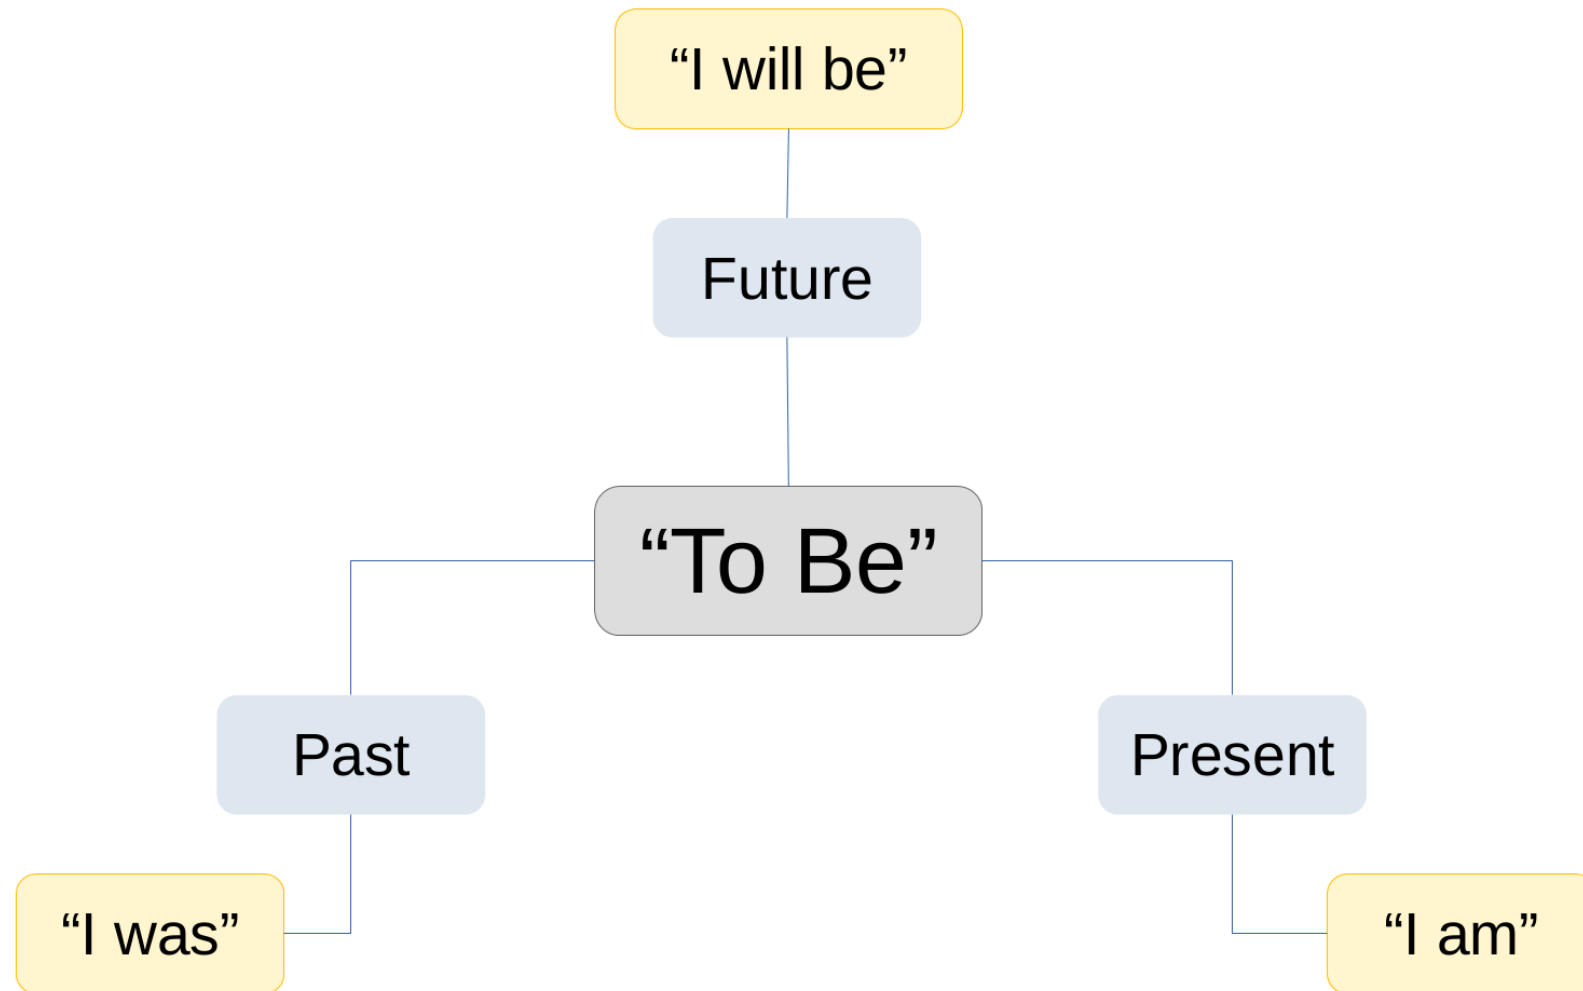 “I will be”
Future
“To Be”
Past
Present
“I was”
“I am”